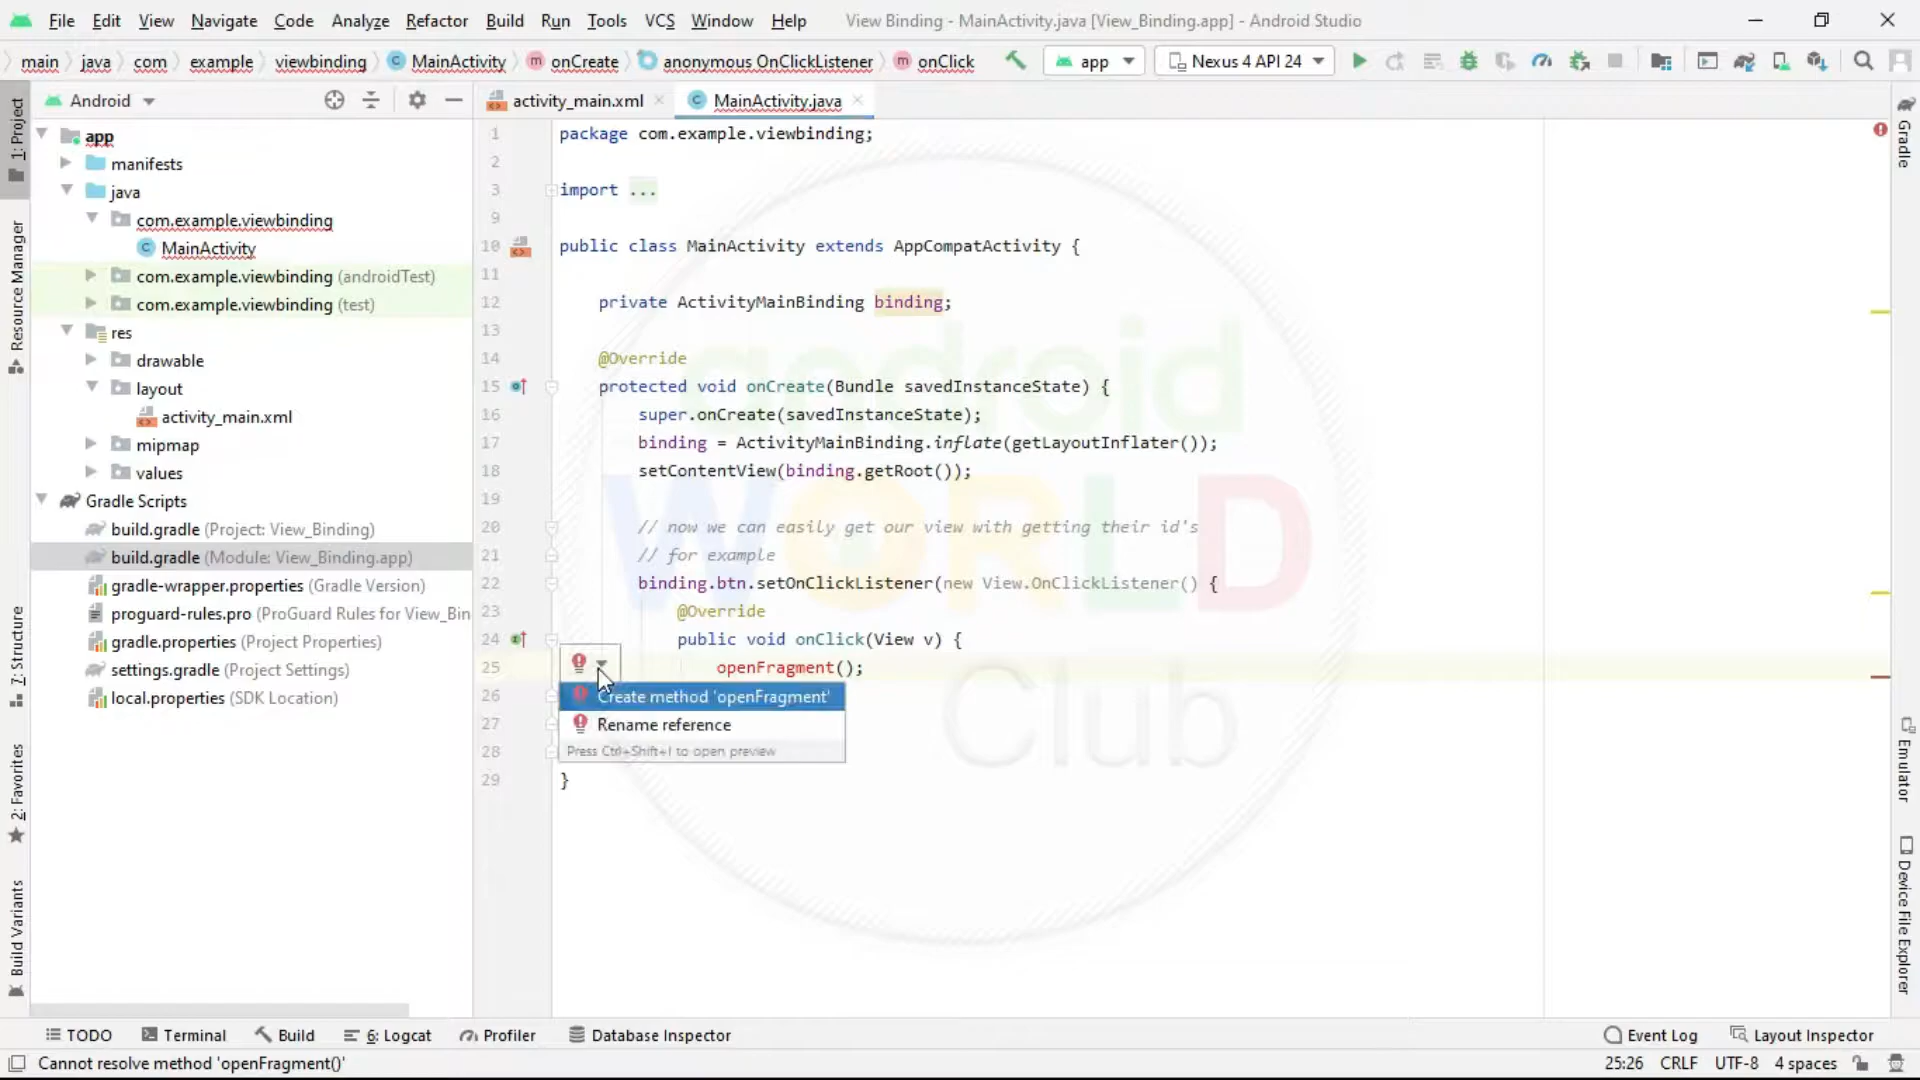 File Edit View Navigate Code Analyze Refactor Build Run Tools VCS Window Help View Binding - MainActivity.java [View_Binding.app] - Android Studio
main java com example viewbinding MainActivity onCreate anonymous OnClickListener onClick app Nexus 4 API 24
Android
activity_main.xml
MainActivity.java
1: Project
Resource Manager
7: Structure
2: Favorites
Build Variants
app
manifests
java
com.example.viewbinding
MainActivity
com.example.viewbinding (androidTest)
com.example.viewbinding (test)
res
drawable
layout
activity_main.xml
mipmap
values
Gradle Scripts
build.gradle (Project: View_Binding)
build.gradle (Module: View_Binding.app)
gradle-wrapper.properties (Gradle Version)
proguard-rules.pro (ProGuard Rules for View_Bin
gradle.properties (Project Properties)
settings.gradle (Project Settings)
local.properties (SDK Location)
1 package com.example.viewbinding;
2
3 import ...
9
10 public class MainActivity extends AppCompatActivity {
11
12 private ActivityMainBinding binding;
13
14 @Override
15 protected void onCreate(Bundle savedInstanceState) {
16 super.onCreate(savedInstanceState);
17 binding = ActivityMainBinding.inflate(getLayoutInflater());
18 setContentView(binding.getRoot());
19
20 // now we can easily get our view with getting their id's
21 // for example
22 binding.btn.setOnClickListener(new View.OnClickListener() {
23 @Override
24 public void onClick(View v) {
25 openFragment();
26
27
28
29 }
Create method 'openFragment'
Rename reference
Press Ctrl+Shift+I to open preview
android
WORLD
Club
Gradle
Emulator
Device File Explorer
TODO Terminal Build 6: Logcat Profiler Database Inspector Event Log Layout Inspector
Cannot resolve method 'openFragment()' 25:26 CRLF UTF-8 4 spaces